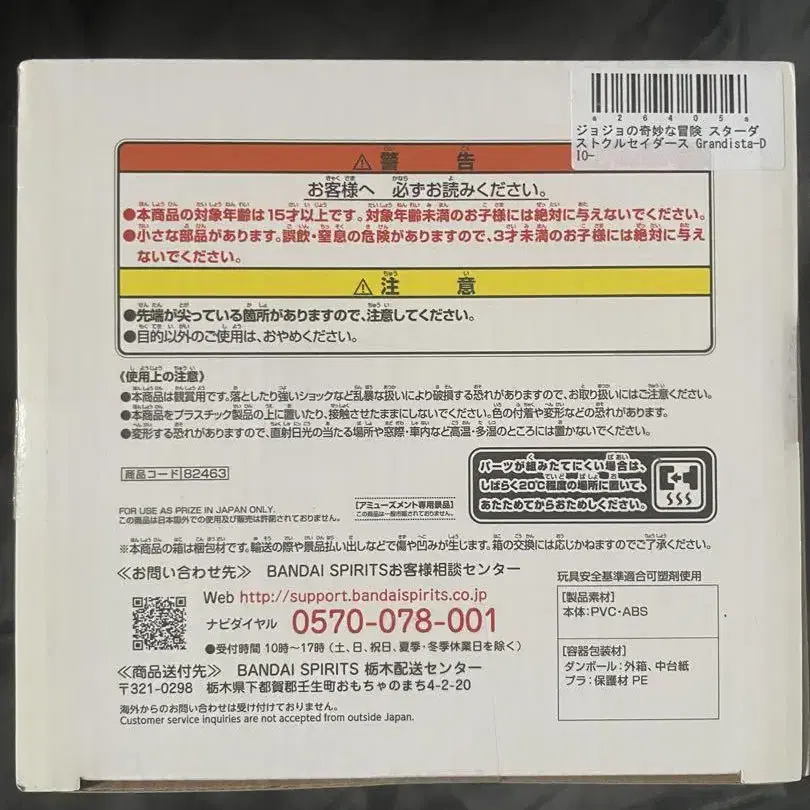 a26405a
ジョジョの奇妙な冒険 スターダ
ストクルセイダース Grandista-D
IO-
⚠警告
お客様へ 必ずお読みください。
●本商品の対象年齢は15才以上です。対象年齢未満のお子様には絶対に与えないでください。
●小さな部品があります。誤飲・窒息の危険がありますので、3才未満のお子様には絶対に与え
ないでください。
⚠注意
●先端が尖っている箇所がありますので、注意してください。
●目的以外のご使用は、おやめください。
《使用上の注意》
●本商品は観賞用です。落としたり強いショックなど乱暴な扱いにより破損する恐れがありますので、お取り扱いにはご注意ください。
●本商品をプラスチック製品の上に置いたり、接触させたままにしないでください。色の付着や変形などの恐れがあります。
●変形する恐れがありますので、直射日光の当たる場所や窓際・車内など高温・多湿のところには置かないでください。
商品コード 82463
パーツが組みたてにくい場合は、
しばらく20℃程度の場所に置いて、
あたためてからおためしください。
FOR USE AS PRIZE IN JAPAN ONLY.
この商品は日本国外での使用及び販売は許諾されておりません。
[アミューズメント専用景品]
この商品は一般市販されておりません。
※本商品の箱は梱包材です。輸送の際や景品払い出しなどで傷や凹みが生じます。箱の交換には応じかねますのでご了承ください。
≪お問い合わせ先≫ BANDAI SPIRITSお客様相談センター
Web http://support.bandaispirits.co.jp
ナビダイヤル 0570-078-001
●受付時間 10時～17時(土、日、祝日、夏季・冬季休業日を除く)
≪商品送付先≫ BANDAI SPIRITS 栃木配送センター
〒321-0298 栃木県下都賀郡壬生町おもちゃのまち4-2-20
海外からのお問い合わせは受け付けておりません。
Customer service inquiries are not accepted from outside Japan.
玩具安全基準適合可塑剤使用
[製品素材]
本体:PVC・ABS
[容器包装材]
ダンボール:外箱、中台紙
プラ:保護材 PE